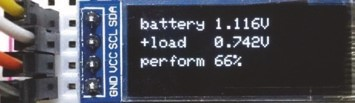 GND VCC SCL SDA
battery 1.116V
+load 0.742V
perform 66%